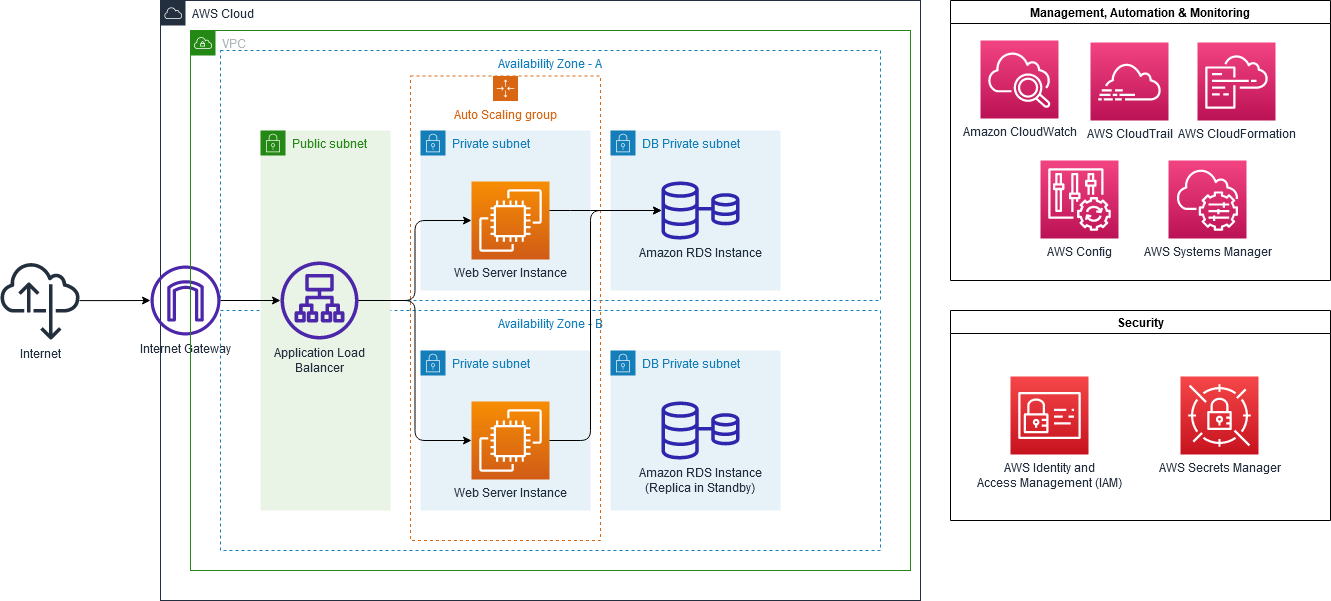 AWS Cloud
VPC
Availability Zone - A
Auto Scaling group
Public subnet
Private subnet
DB Private subnet
Web Server Instance
Amazon RDS Instance
Internet
Internet Gateway
Application Load
Balancer
Availability Zone - B
Private subnet
DB Private subnet
Web Server Instance
Amazon RDS Instance
(Replica in Standby)
Management, Automation & Monitoring
Amazon CloudWatch
AWS CloudTrail
AWS CloudFormation
AWS Config
AWS Systems Manager
Security
AWS Identity and
Access Management (IAM)
AWS Secrets Manager